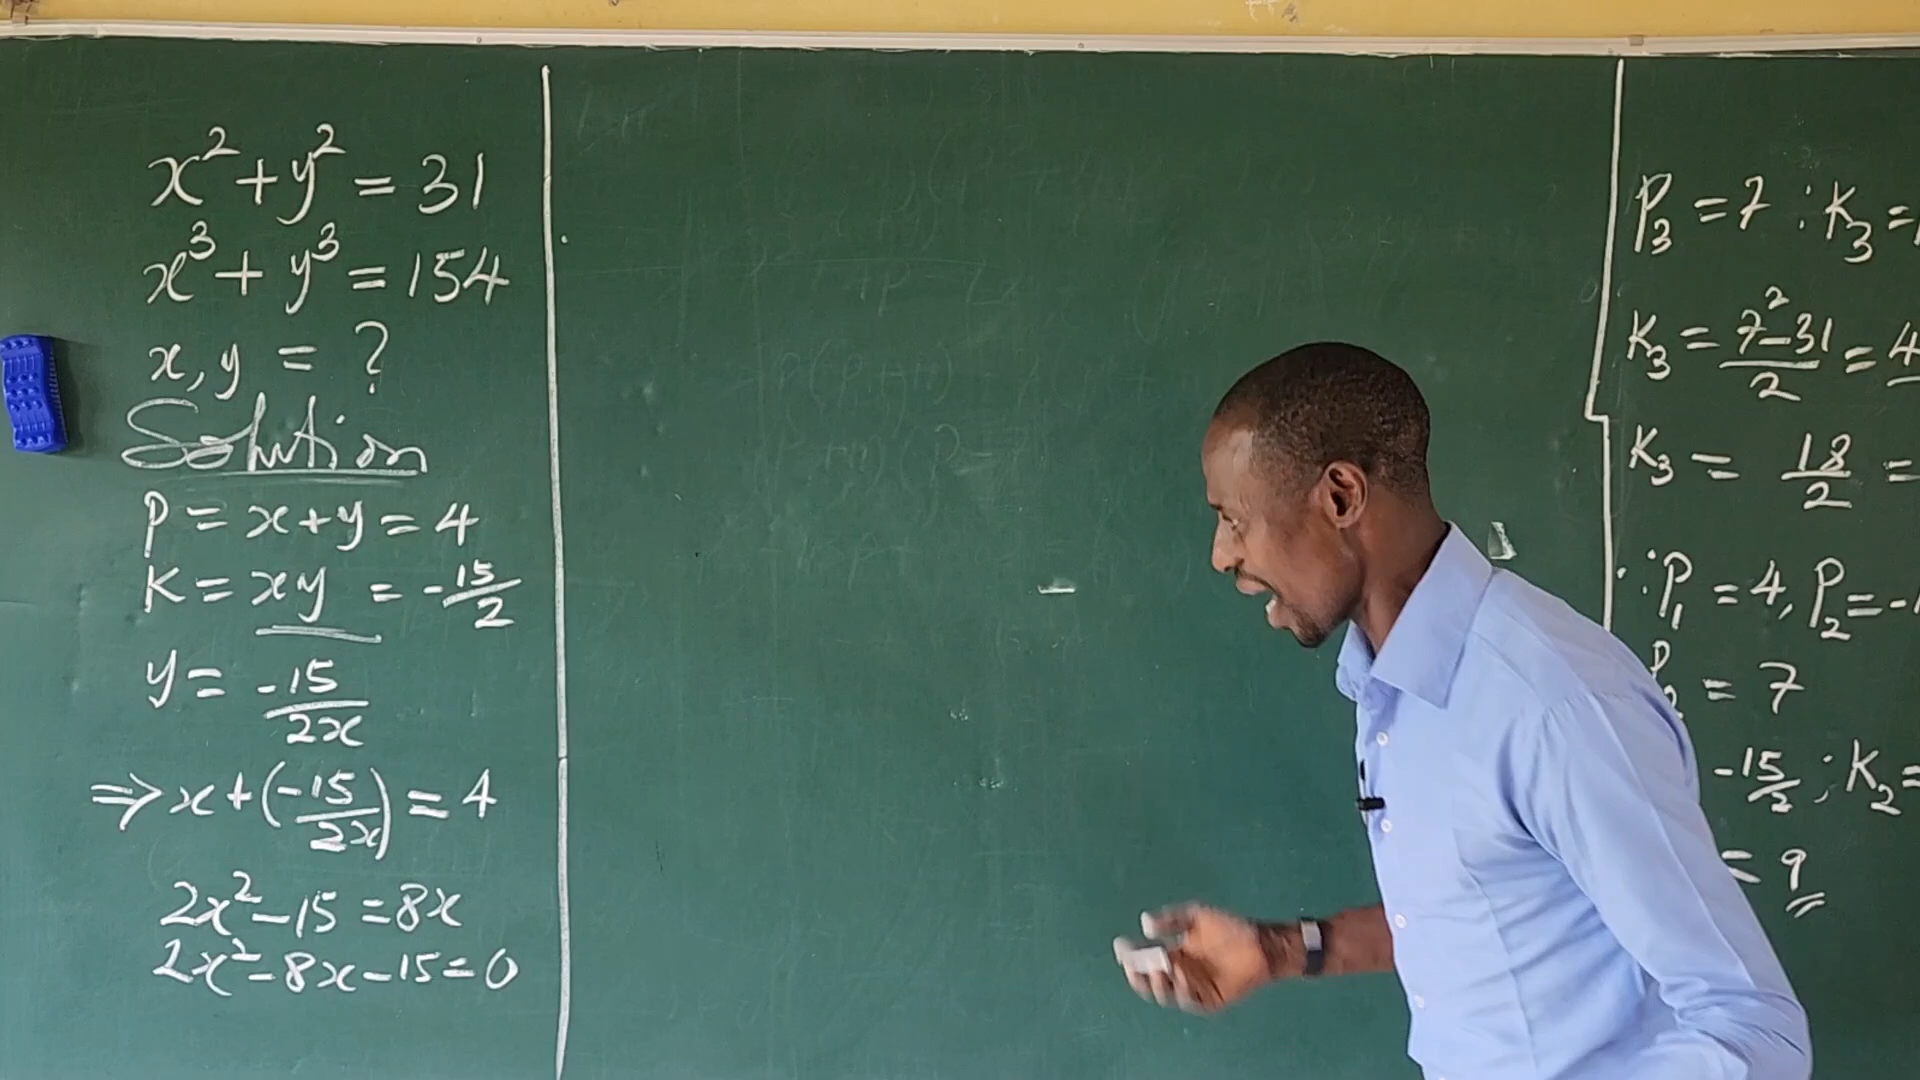 x² + y² = 31
x³ + y³ = 154
x, y = ?
Solution
P = x + y = 4
K = xy = -15/2
y = -15/2x
⇒ x + (-15/2x) = 4
2x² - 15 = 8x
2x² - 8x - 15 = 0
P₃ = 7 ; K₃ =
K₃ = 7² - 31/2 = 4
K₃ = 18/2 =
∴ P₁ = 4, P₂ = -
= 7
-15/2 ; K₂ =
= 9